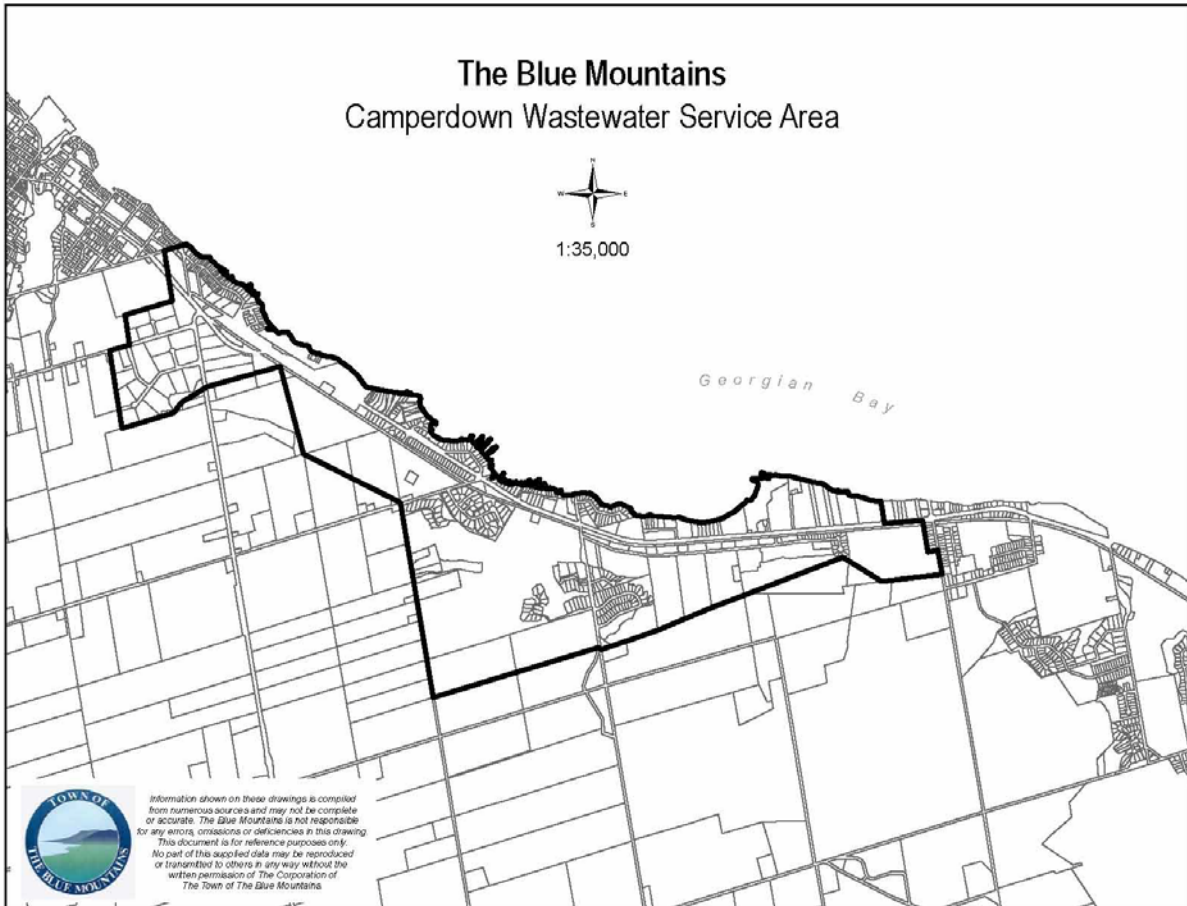 The Blue Mountains
Camperdown Wastewater Service Area
N
W E
S
1:35,000
Georgian Bay
TOWN OF
THE BLUE MOUNTAINS
Information shown on these drawings is compiled
from numerous sources and may not be complete
or accurate. The Blue Mountains is not responsible
for any errors, omissions or deficiencies in this drawing.
This document is for reference purposes only.
No part of this supplied data may be reproduced
or transmitted to others in any way without the
written permission of The Corporation of
The Town of The Blue Mountains.